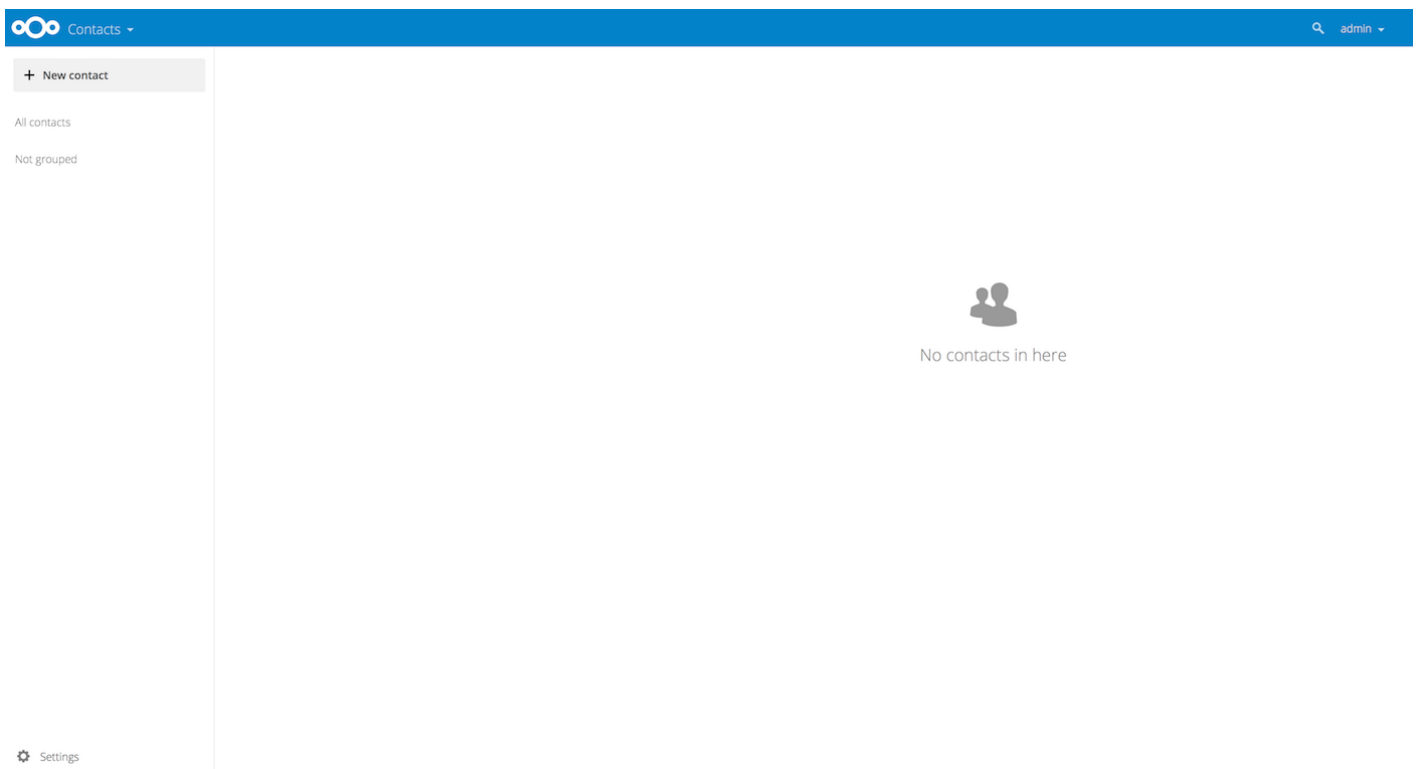 Contacts
admin
+ New contact
All contacts
Not grouped
No contacts in here
Settings